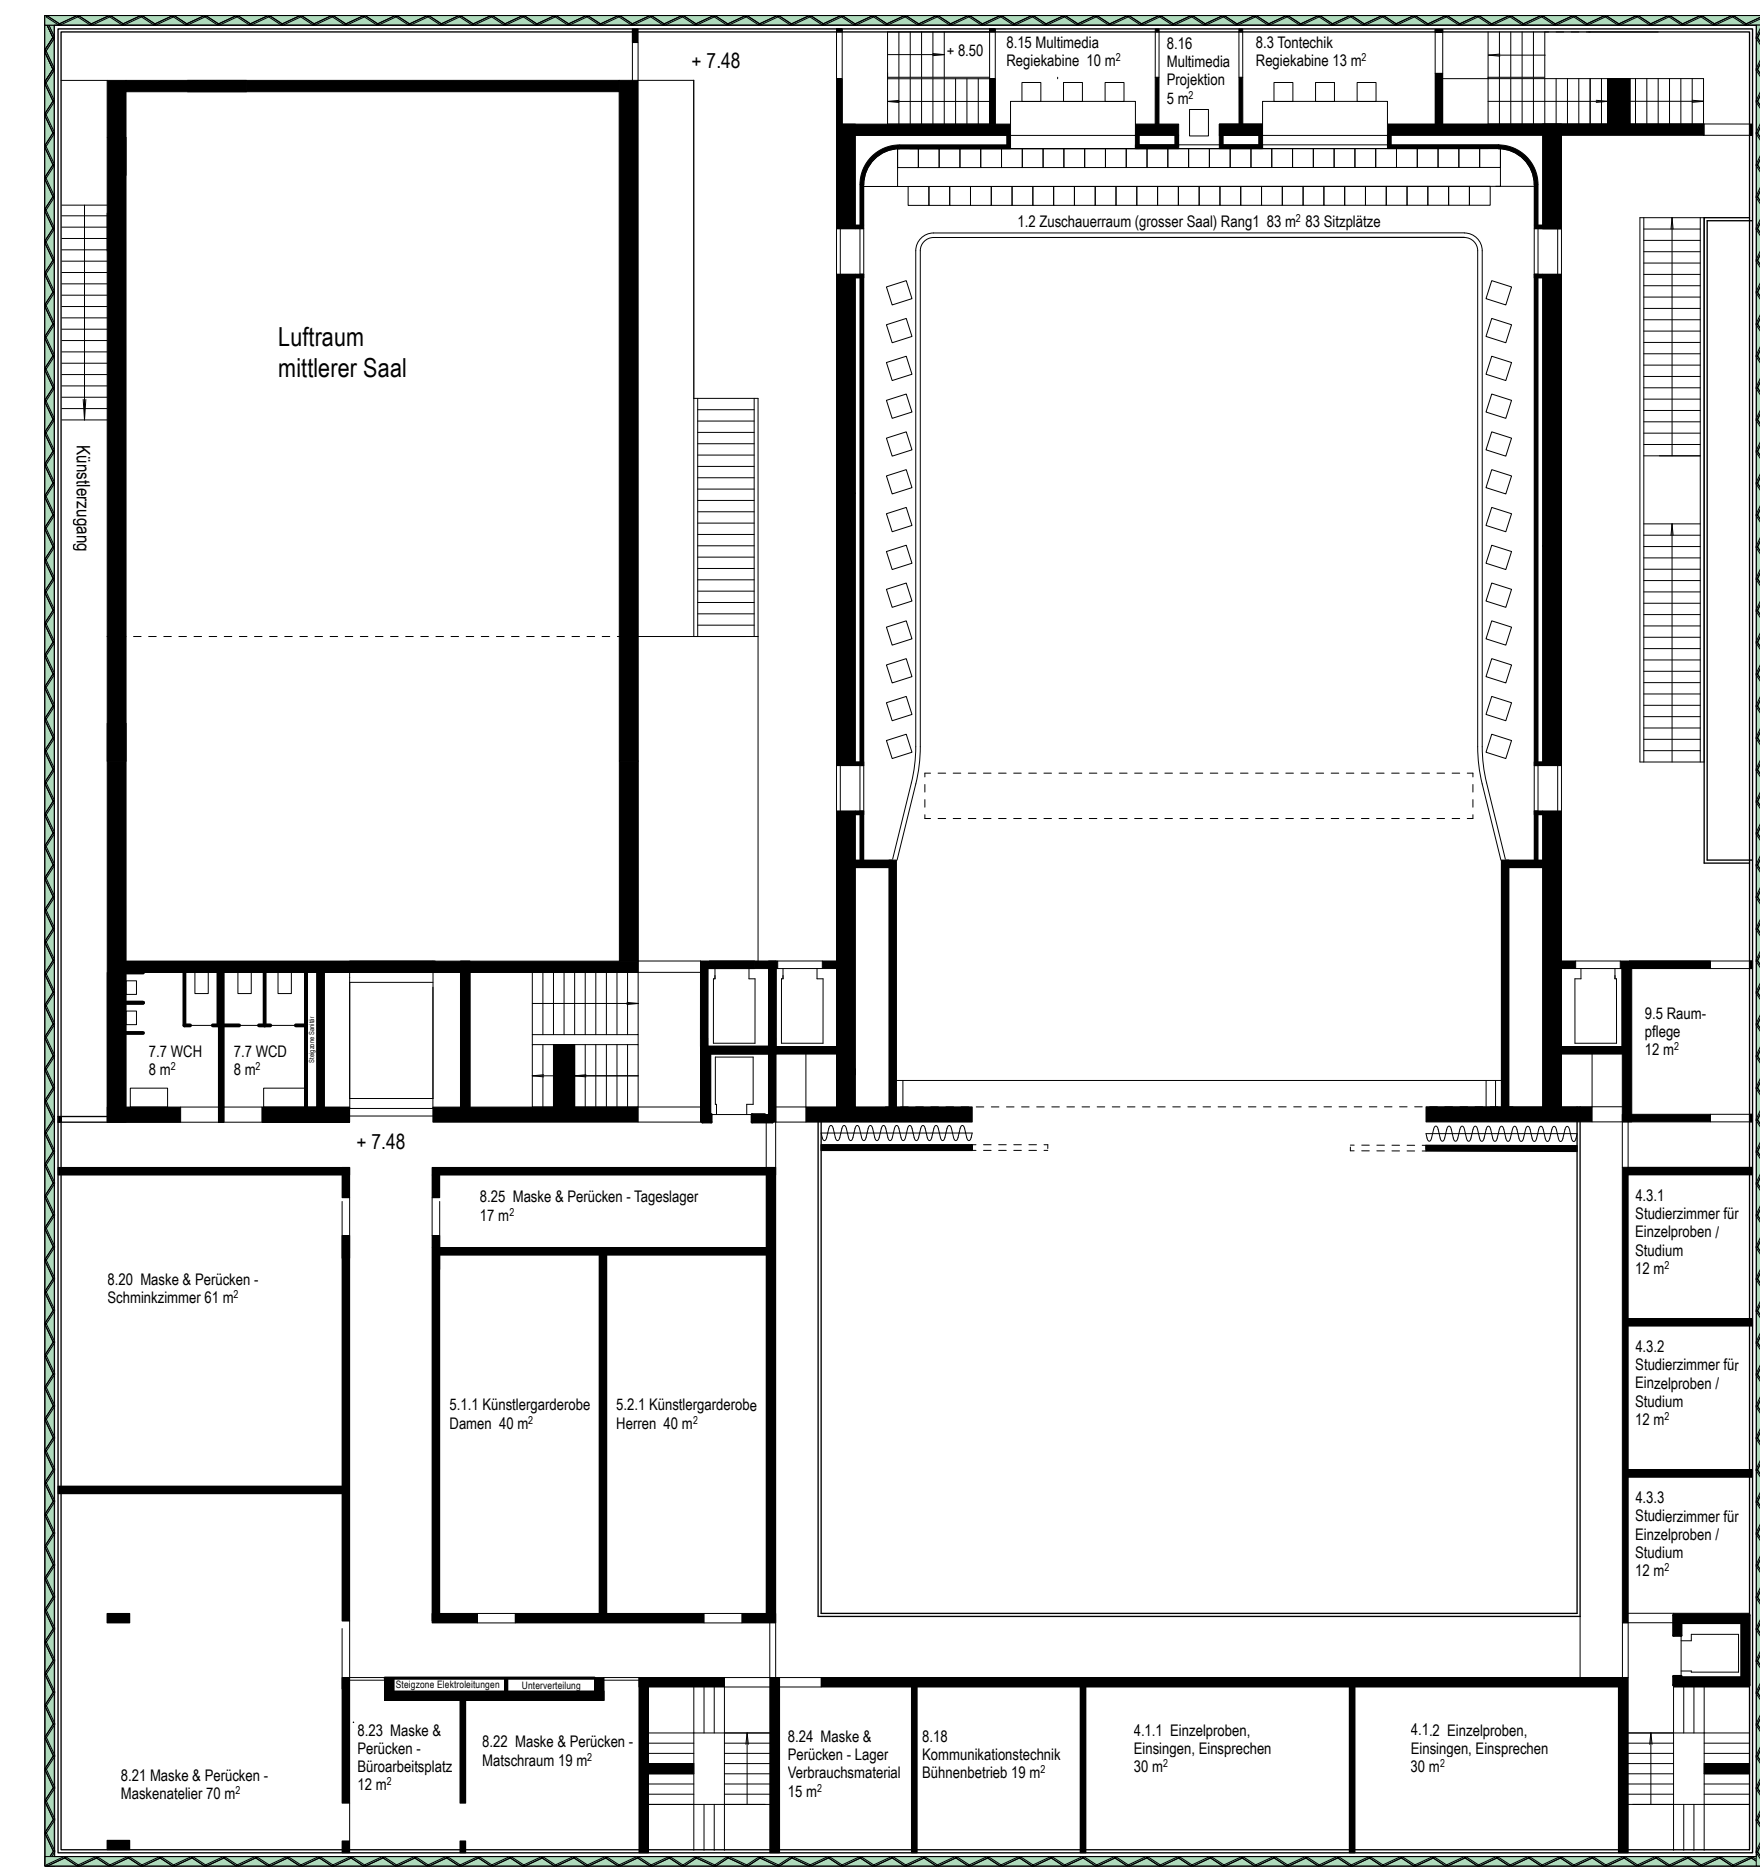 + 7.48
+ 8.50
8.15 Multimedia
Regiekabine 10 m²
8.16
Multimedia
Projektion
5 m²
8.3 Tontechik
Regiekabine 13 m²
1.2 Zuschauerraum (grosser Saal) Rang1 83 m² 83 Sitzplätze
Luftraum
mittlerer Saal
Künstlerzugang
7.7 WCH
8 m²
7.7 WCD
8 m²
Steigzone Sanitär
9.5 Raum-
pflege
12 m²
+ 7.48
8.25 Maske & Perücken - Tageslager
17 m²
8.20 Maske & Perücken -
Schminkzimmer 61 m²
5.1.1 Künstlergarderobe
Damen 40 m²
5.2.1 Künstlergarderobe
Herren 40 m²
4.3.1
Studierzimmer für
Einzelproben /
Studium
12 m²
4.3.2
Studierzimmer für
Einzelproben /
Studium
12 m²
4.3.3
Studierzimmer für
Einzelproben /
Studium
12 m²
Steigzone Elektroleitungen
Unterverteilung
8.21 Maske & Perücken -
Maskenatelier 70 m²
8.23 Maske &
Perücken -
Büroarbeitsplatz
12 m²
8.22 Maske & Perücken -
Matschraum 19 m²
8.24 Maske &
Perücken - Lager
Verbrauchsmaterial
15 m²
8.18
Kommunikationstechnik
Bühnenbetrieb 19 m²
4.1.1 Einzelproben,
Einsingen, Einsprechen
30 m²
4.1.2 Einzelproben,
Einsingen, Einsprechen
30 m²